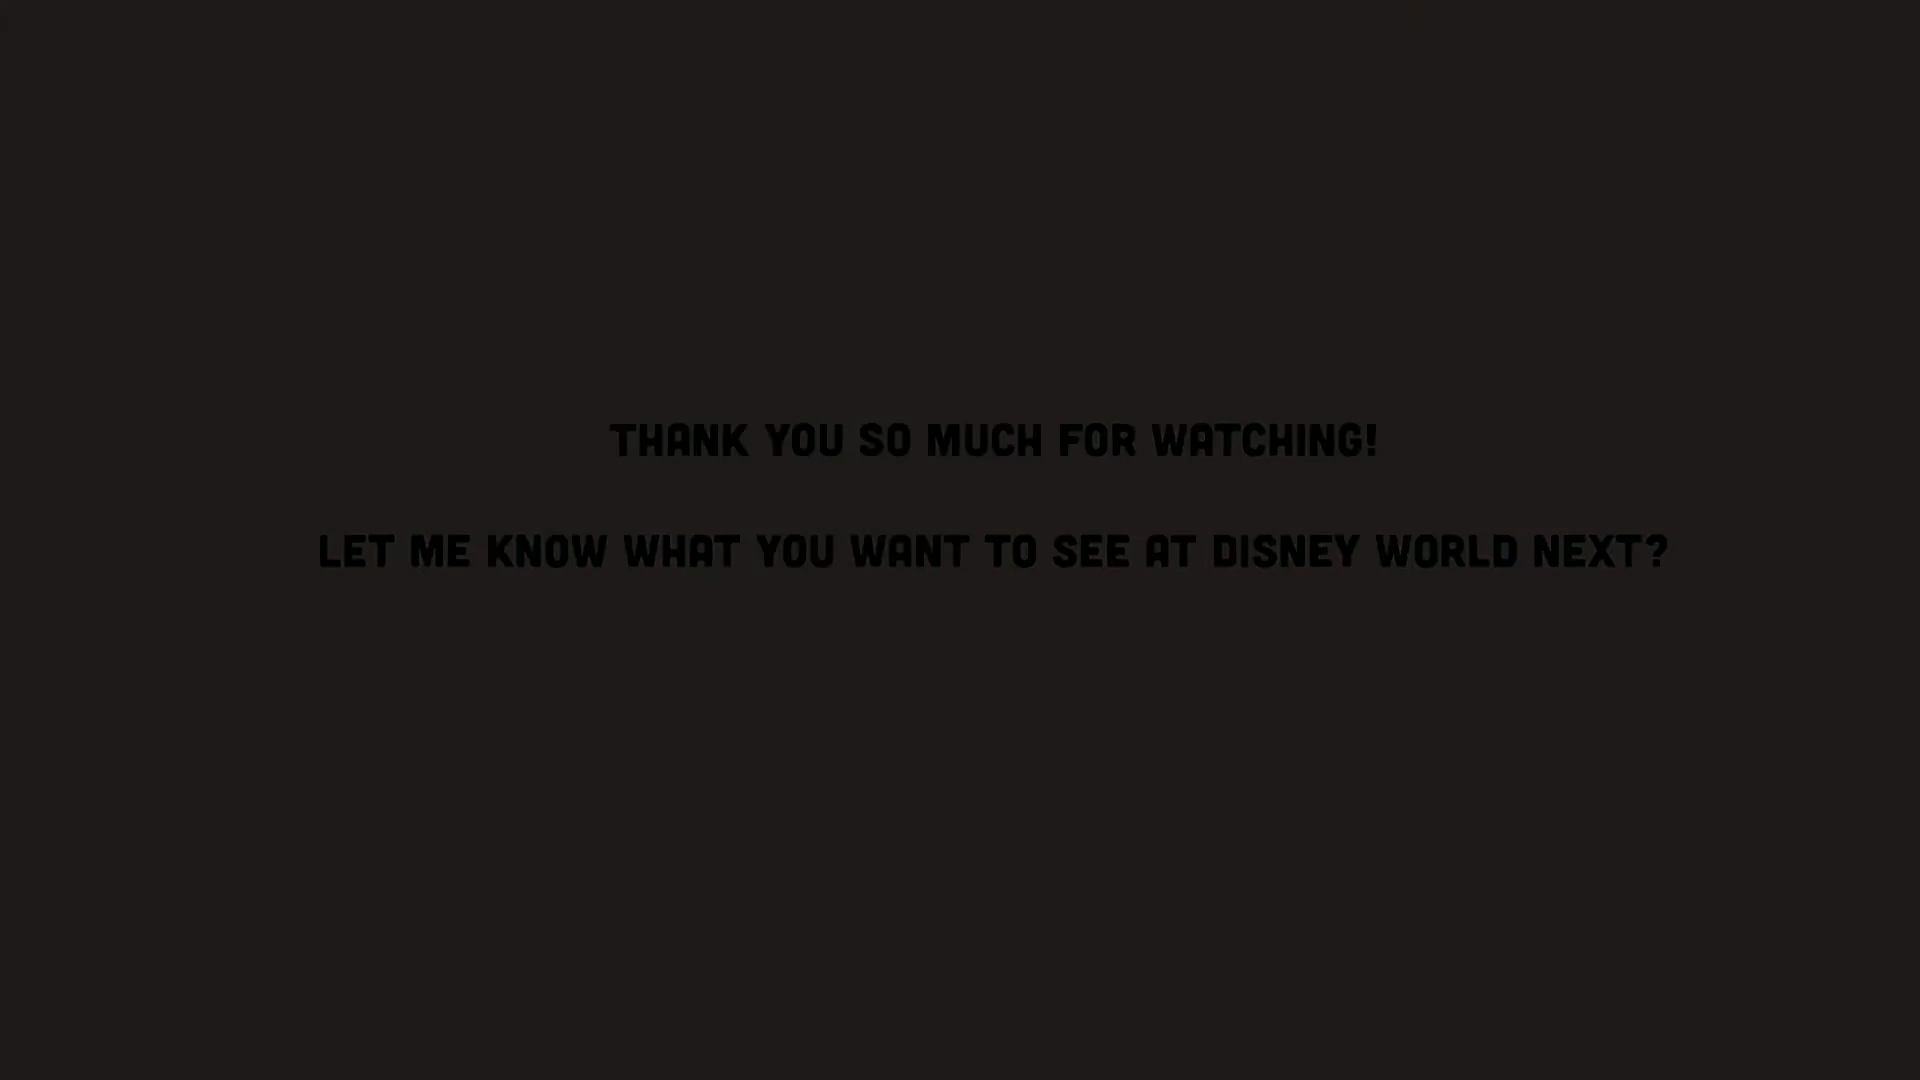 THANK YOU SO MUCH FOR WATCHING!
LET ME KNOW WHAT YOU WANT TO SEE AT DISNEY WORLD NEXT?